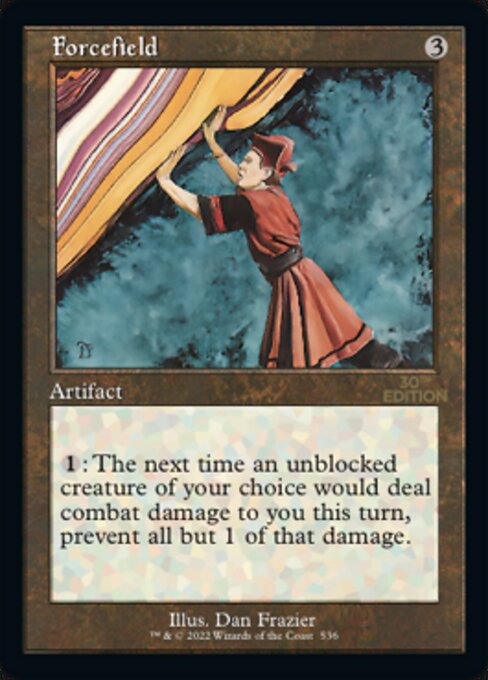 Forcefield 3
30TH EDITION
Artifact
1: The next time an unblocked
creature of your choice would deal
combat damage to you this turn,
prevent all but 1 of that damage.
Illus. Dan Frazier
™ & © 2022 Wizards of the Coast 536